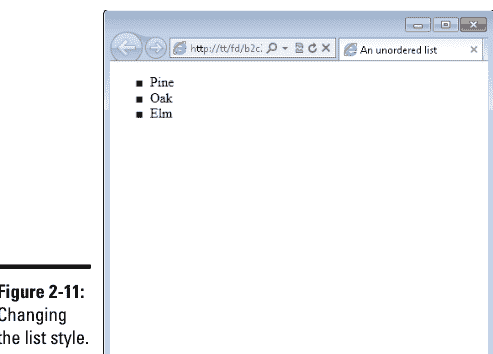 http://tt/fd/b2c.
An unordered list
Pine
Oak
Elm
Figure 2-11:
Changing
the list style.